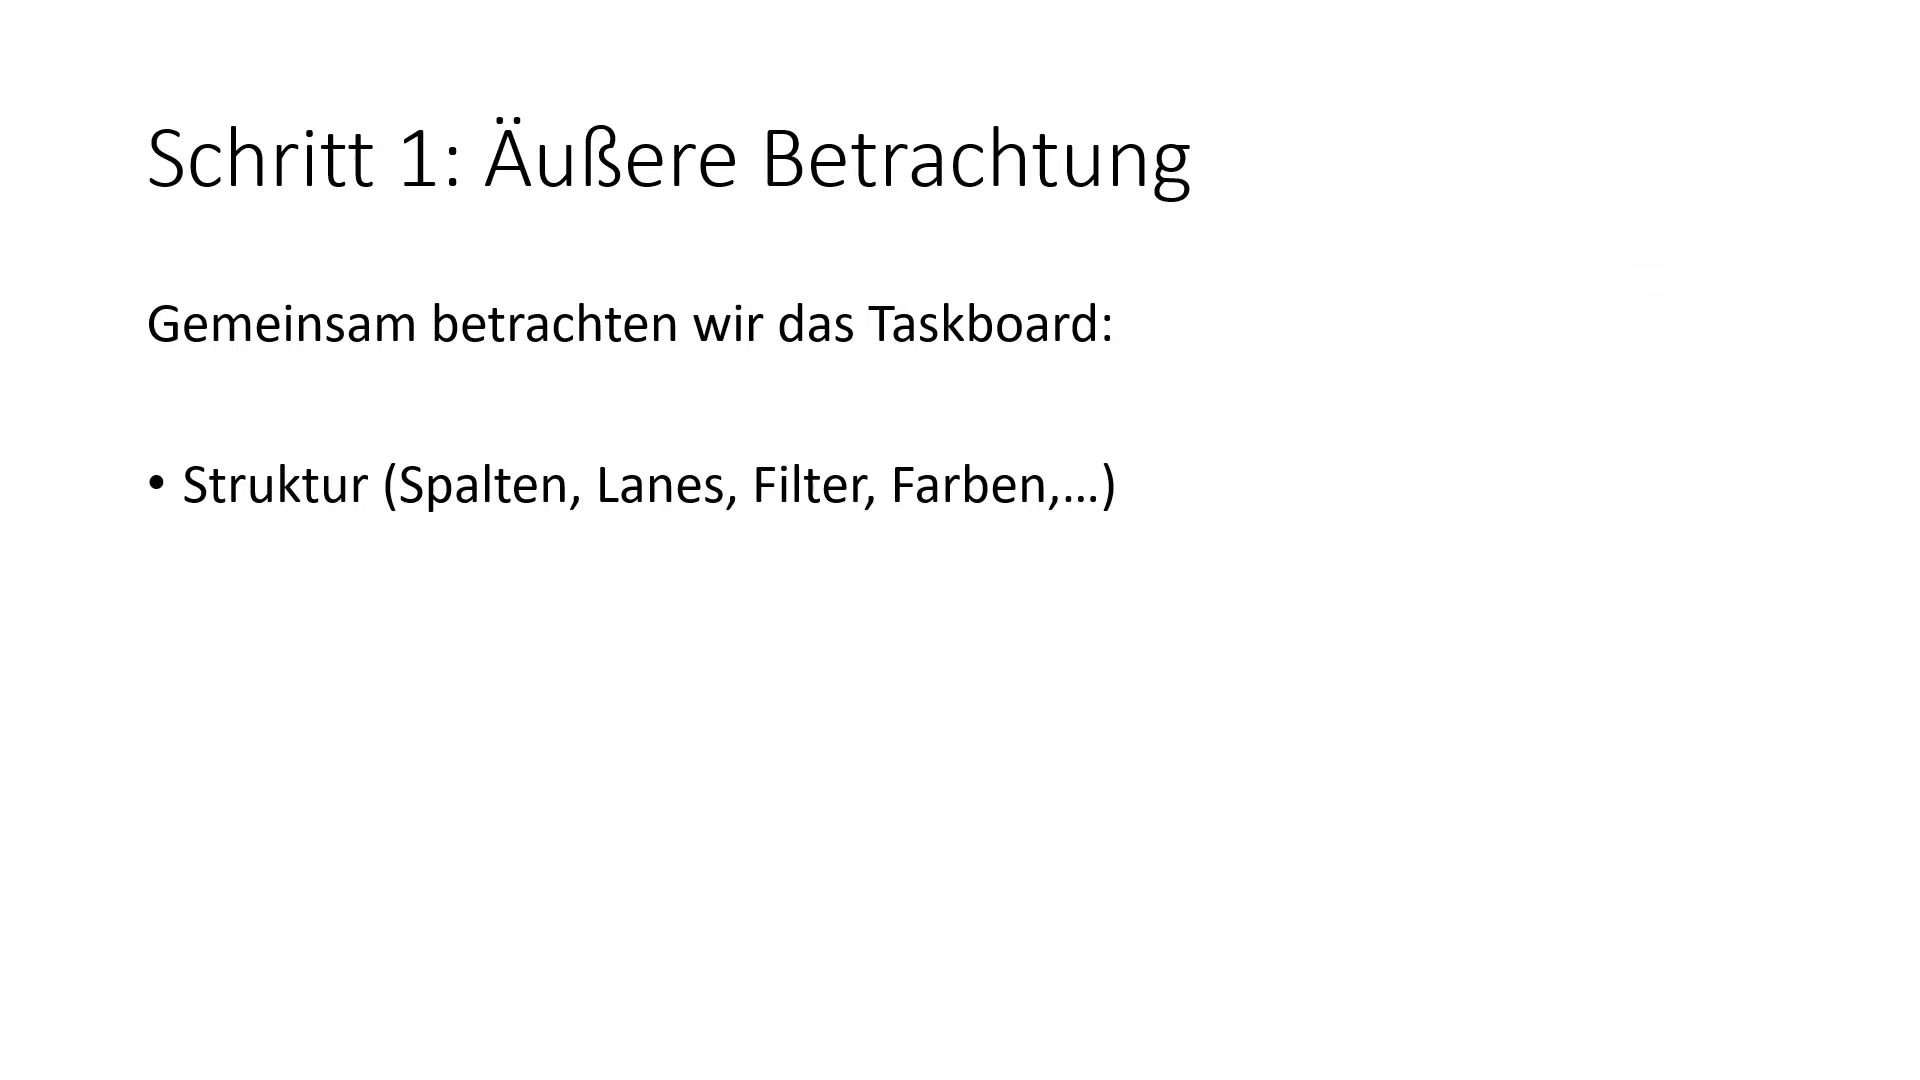 Schritt 1: Äußere Betrachtung
Gemeinsam betrachten wir das Taskboard:
• Struktur (Spalten, Lanes, Filter, Farben,…)